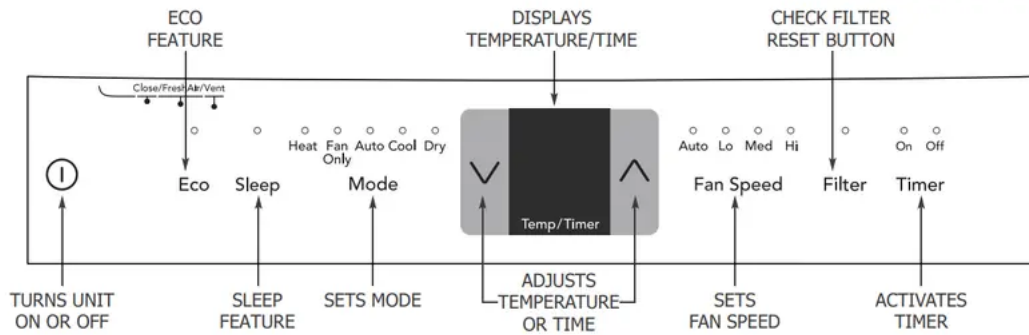 ECO
FEATURE
DISPLAYS
TEMPERATURE/TIME
CHECK FILTER
RESET BUTTON
Close/Fresh Air/Vent
Heat Fan Only Auto Cool Dry
Auto Lo Med Hi
On Off
Eco Sleep Mode
Fan Speed Filter Timer
Temp/Timer
TURNS UNIT
ON OR OFF
SLEEP
FEATURE
SETS MODE
ADJUSTS
TEMPERATURE
OR TIME
SETS
FAN SPEED
ACTIVATES
TIMER